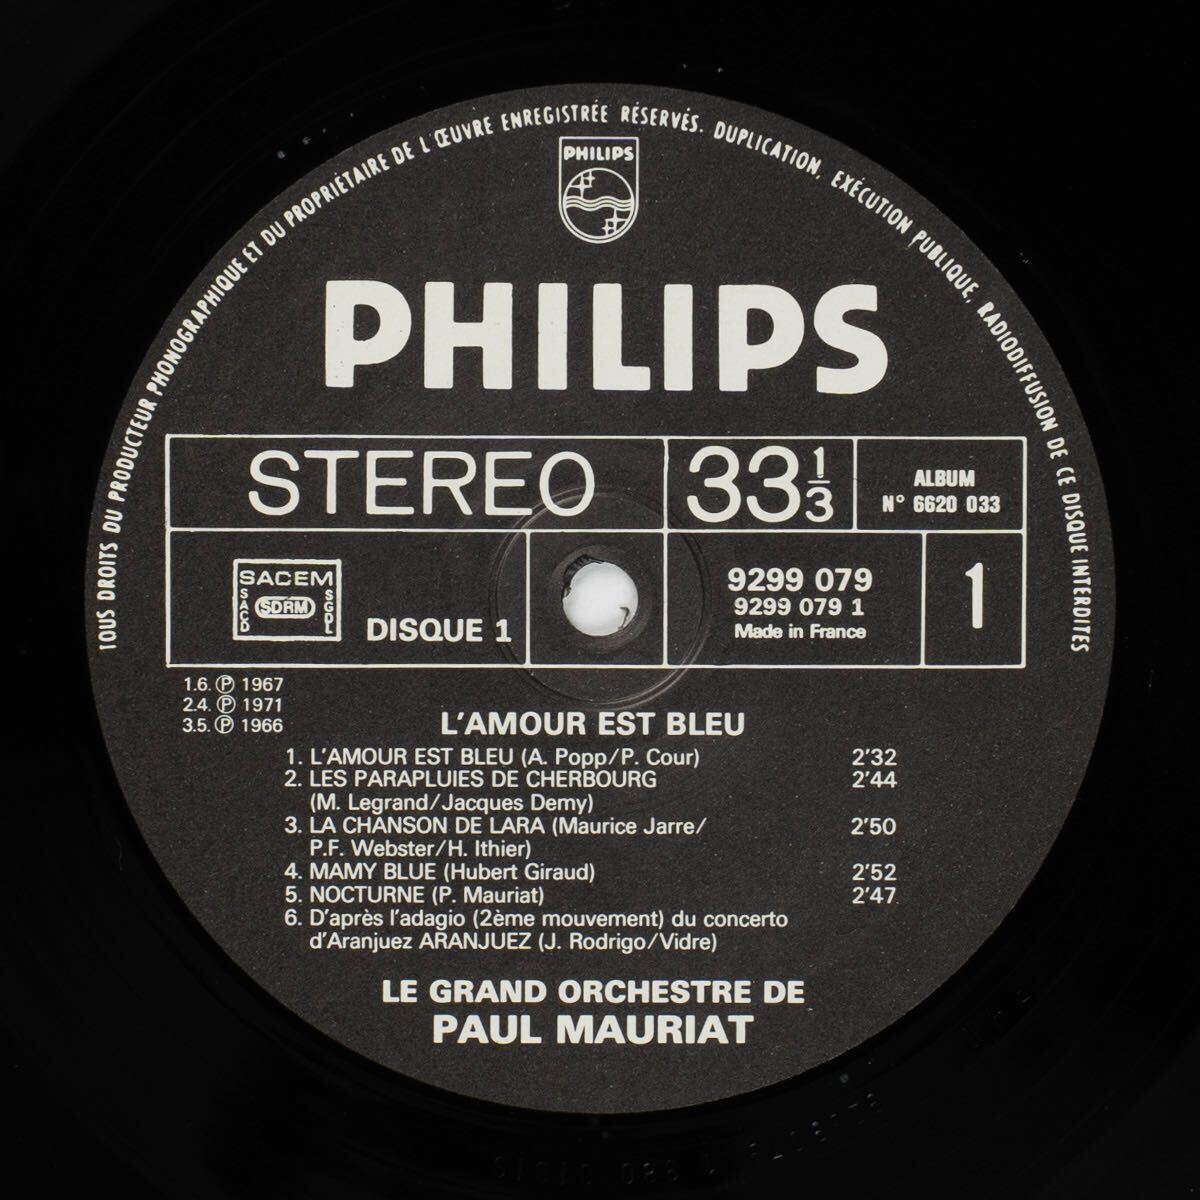 TOUS DROITS DU PRODUCTEUR PHONOGRAPHIQUE ET DU PROPRIÉTAIRE DE L'ŒUVRE ENREGISTRÉE RÉSERVÉS. DUPLICATION, EXÉCUTION PUBLIQUE, RADIODIFFUSION DE CE DISQUE INTERDITES
PHILIPS
PHILIPS
STEREO
33 1/3
ALBUM
N° 6620 033
SACEM
SACD
SDRM
SGDL
DISQUE 1
9299 079
9299 079 1
Made in France
1
1.6. ℗ 1967
2.4. ℗ 1971
3.5. ℗ 1966
L'AMOUR EST BLEU
1. L'AMOUR EST BLEU (A. Popp/P. Cour) 2'32
2. LES PARAPLUIES DE CHERBOURG 2'44
(M. Legrand/Jacques Demy)
3. LA CHANSON DE LARA (Maurice Jarre/ 2'50
P.F. Webster/H. Ithier)
4. MAMY BLUE (Hubert Giraud) 2'52
5. NOCTURNE (P. Mauriat) 2'47
6. D'après l'adagio (2ème mouvement) du concerto
d'Aranjuez ARANJUEZ (J. Rodrigo/Vidre)
LE GRAND ORCHESTRE DE
PAUL MAURIAT